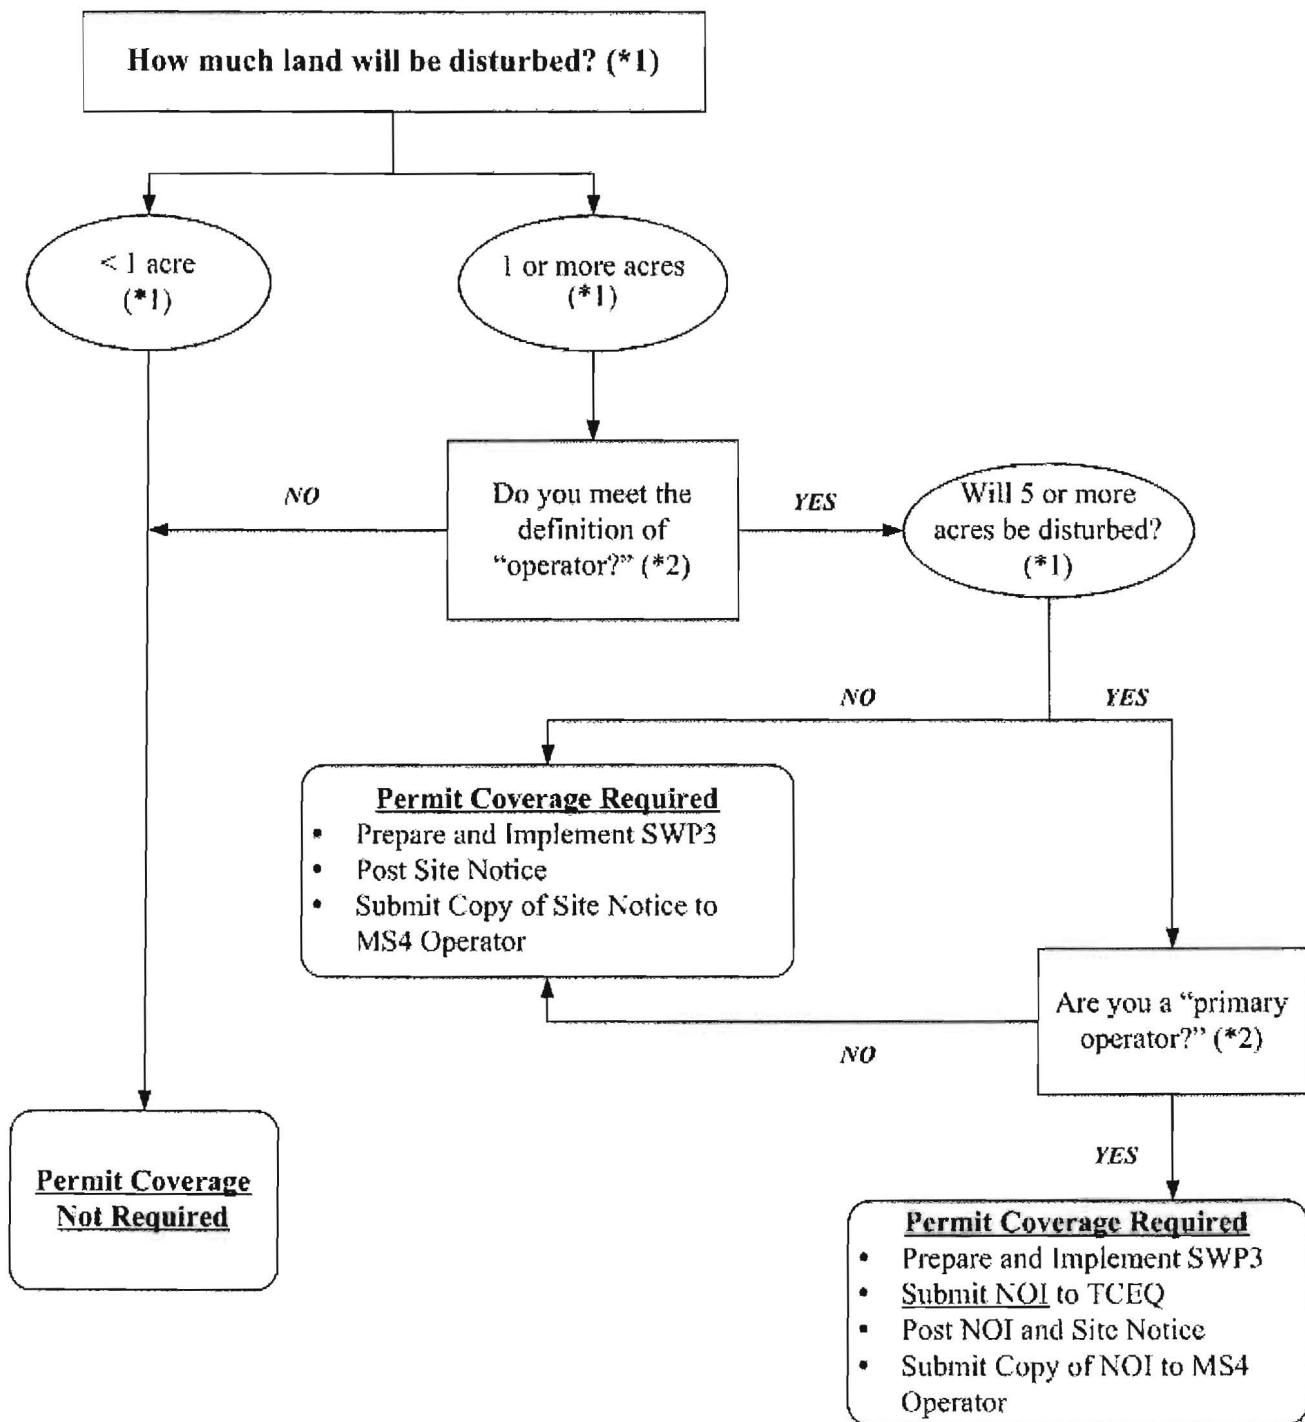 How much land will be disturbed? (*1)
< 1 acre
(*1)
1 or more acres
(*1)
NO
Do you meet the
definition of
“operator?” (*2)
YES
Will 5 or more
acres be disturbed?
(*1)
NO
YES
Permit Coverage Required
• Prepare and Implement SWP3
• Post Site Notice
• Submit Copy of Site Notice to
MS4 Operator
Are you a “primary
operator?” (*2)
NO
YES
Permit Coverage
Not Required
Permit Coverage Required
• Prepare and Implement SWP3
• Submit NOI to TCEQ
• Post NOI and Site Notice
• Submit Copy of NOI to MS4
Operator